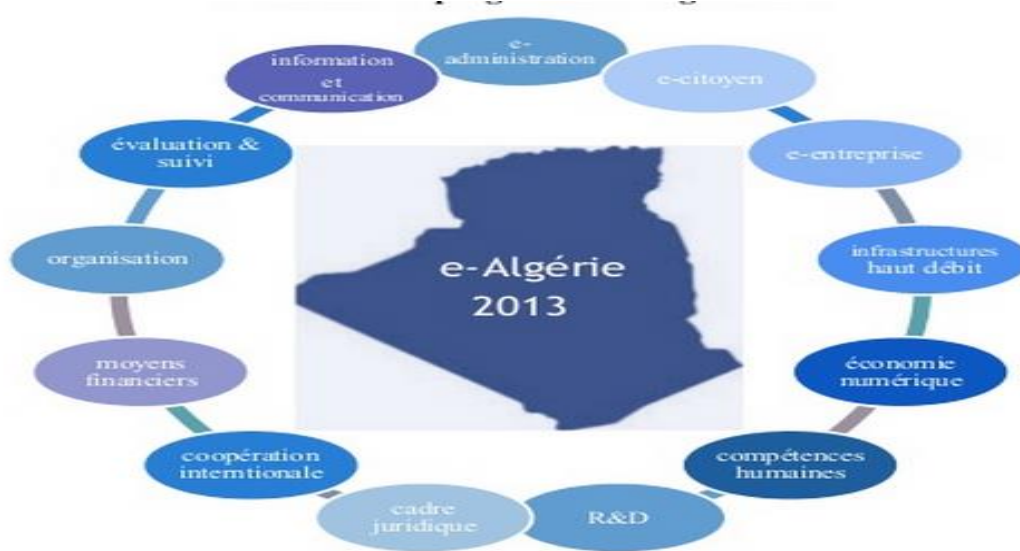 e-
administration
e-citoyen
e-entreprise
infrastructures
haut débit
économie
numérique
compétences
humaines
R&D
cadre
juridique
coopération
interntionale
moyens
financiers
organisation
évaluation &
suivi
information
et
communication
e-Algérie
2013